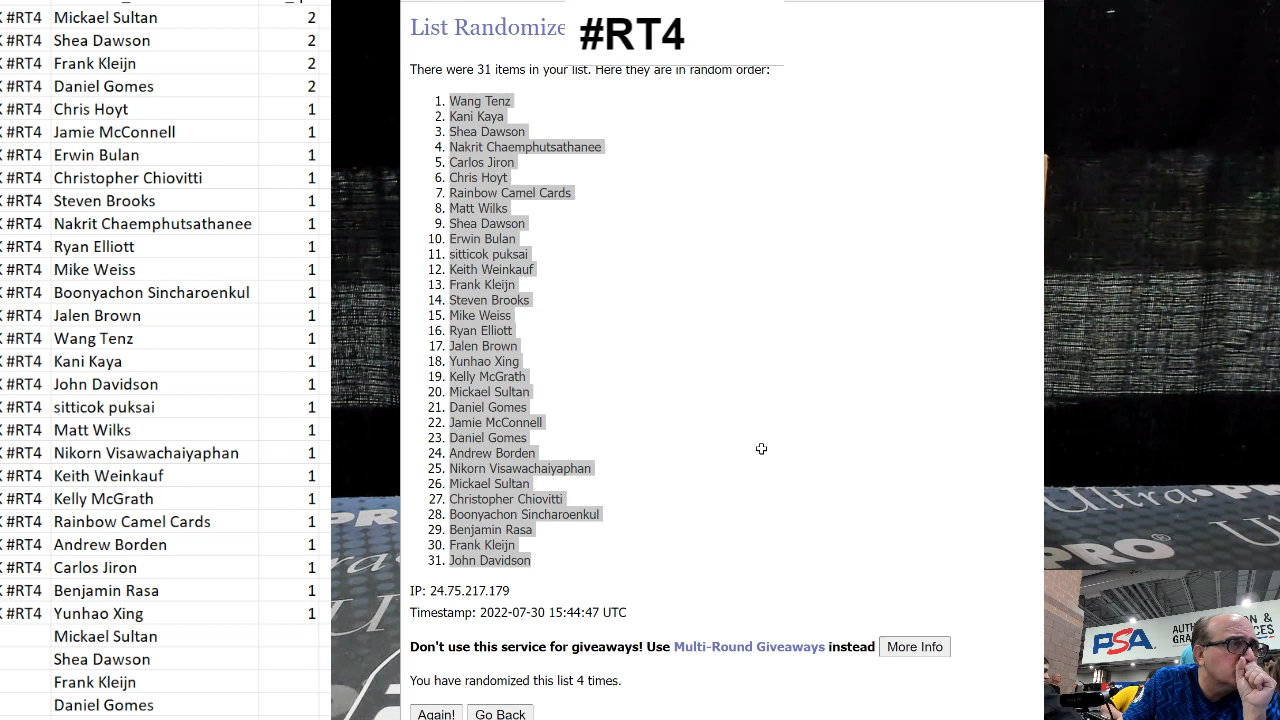 K #RT4 Mickael Sultan 2
K #RT4 Shea Dawson 2
K #RT4 Frank Kleijn 2
K #RT4 Daniel Gomes 2
K #RT4 Chris Hoyt 1
K #RT4 Jamie McConnell 1
K #RT4 Erwin Bulan 1
K #RT4 Christopher Chiovitti 1
K #RT4 Steven Brooks 1
K #RT4 Nakrit Chaemphutsathanee 1
K #RT4 Ryan Elliott 1
K #RT4 Mike Weiss 1
K #RT4 Boonyachon Sincharoenkul 1
K #RT4 Jalen Brown 1
K #RT4 Wang Tenz 1
K #RT4 Kani Kaya 1
K #RT4 John Davidson 1
K #RT4 sitticok puksai 1
K #RT4 Matt Wilks 1
K #RT4 Nikorn Visawachaiyaphan 1
K #RT4 Keith Weinkauf 1
K #RT4 Kelly McGrath 1
K #RT4 Rainbow Camel Cards 1
K #RT4 Andrew Borden 1
K #RT4 Carlos Jiron 1
K #RT4 Benjamin Rasa 1
K #RT4 Yunhao Xing 1
Mickael Sultan
Shea Dawson
Frank Kleijn
Daniel Gomes
List Randomize
#RT4
There were 31 items in your list. Here they are in random order:
1. Wang Tenz
2. Kani Kaya
3. Shea Dawson
4. Nakrit Chaemphutsathanee
5. Carlos Jiron
6. Chris Hoyt
7. Rainbow Camel Cards
8. Matt Wilks
9. Shea Dawson
10. Erwin Bulan
11. sitticok puksai
12. Keith Weinkauf
13. Frank Kleijn
14. Steven Brooks
15. Mike Weiss
16. Ryan Elliott
17. Jalen Brown
18. Yunhao Xing
19. Kelly McGrath
20. Mickael Sultan
21. Daniel Gomes
22. Jamie McConnell
23. Daniel Gomes
24. Andrew Borden
25. Nikorn Visawachaiyaphan
26. Mickael Sultan
27. Christopher Chiovitti
28. Boonyachon Sincharoenkul
29. Benjamin Rasa
30. Frank Kleijn
31. John Davidson
IP: 24.75.217.179
Timestamp: 2022-07-30 15:44:47 UTC
Don't use this service for giveaways! Use Multi-Round Giveaways instead More Info
You have randomized this list 4 times.
Again! Go Back
Ultra PRO
PRO
PSA